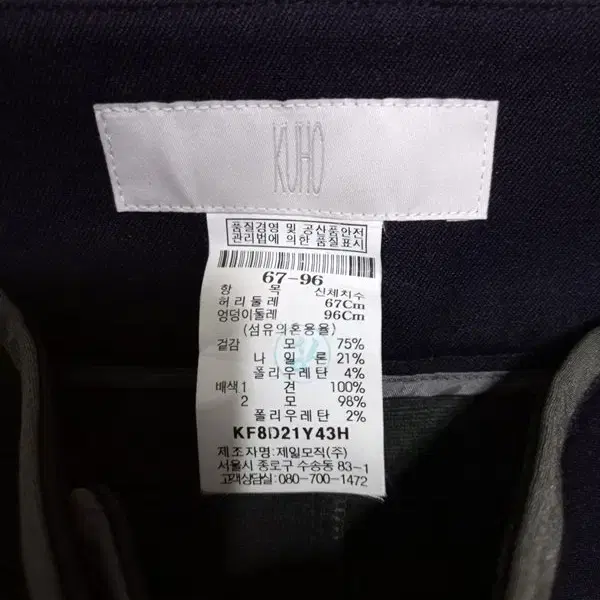 KUHO
품질경영 및 공산품안전
관리법에 의한 품질표시
67-96
항 목 신체치수
허리둘레 67Cm
엉덩이둘레 96Cm
(섬유의혼용율)
겉감 모 75%
나 일 론 21%
폴리우레탄 4%
배색1 견 100%
2 모 98%
폴리우레탄 2%
KF8D21Y43H
제조자명:제일모직(주)
서울시 종로구 수송동 83-1
고객상담실:080-700-1472